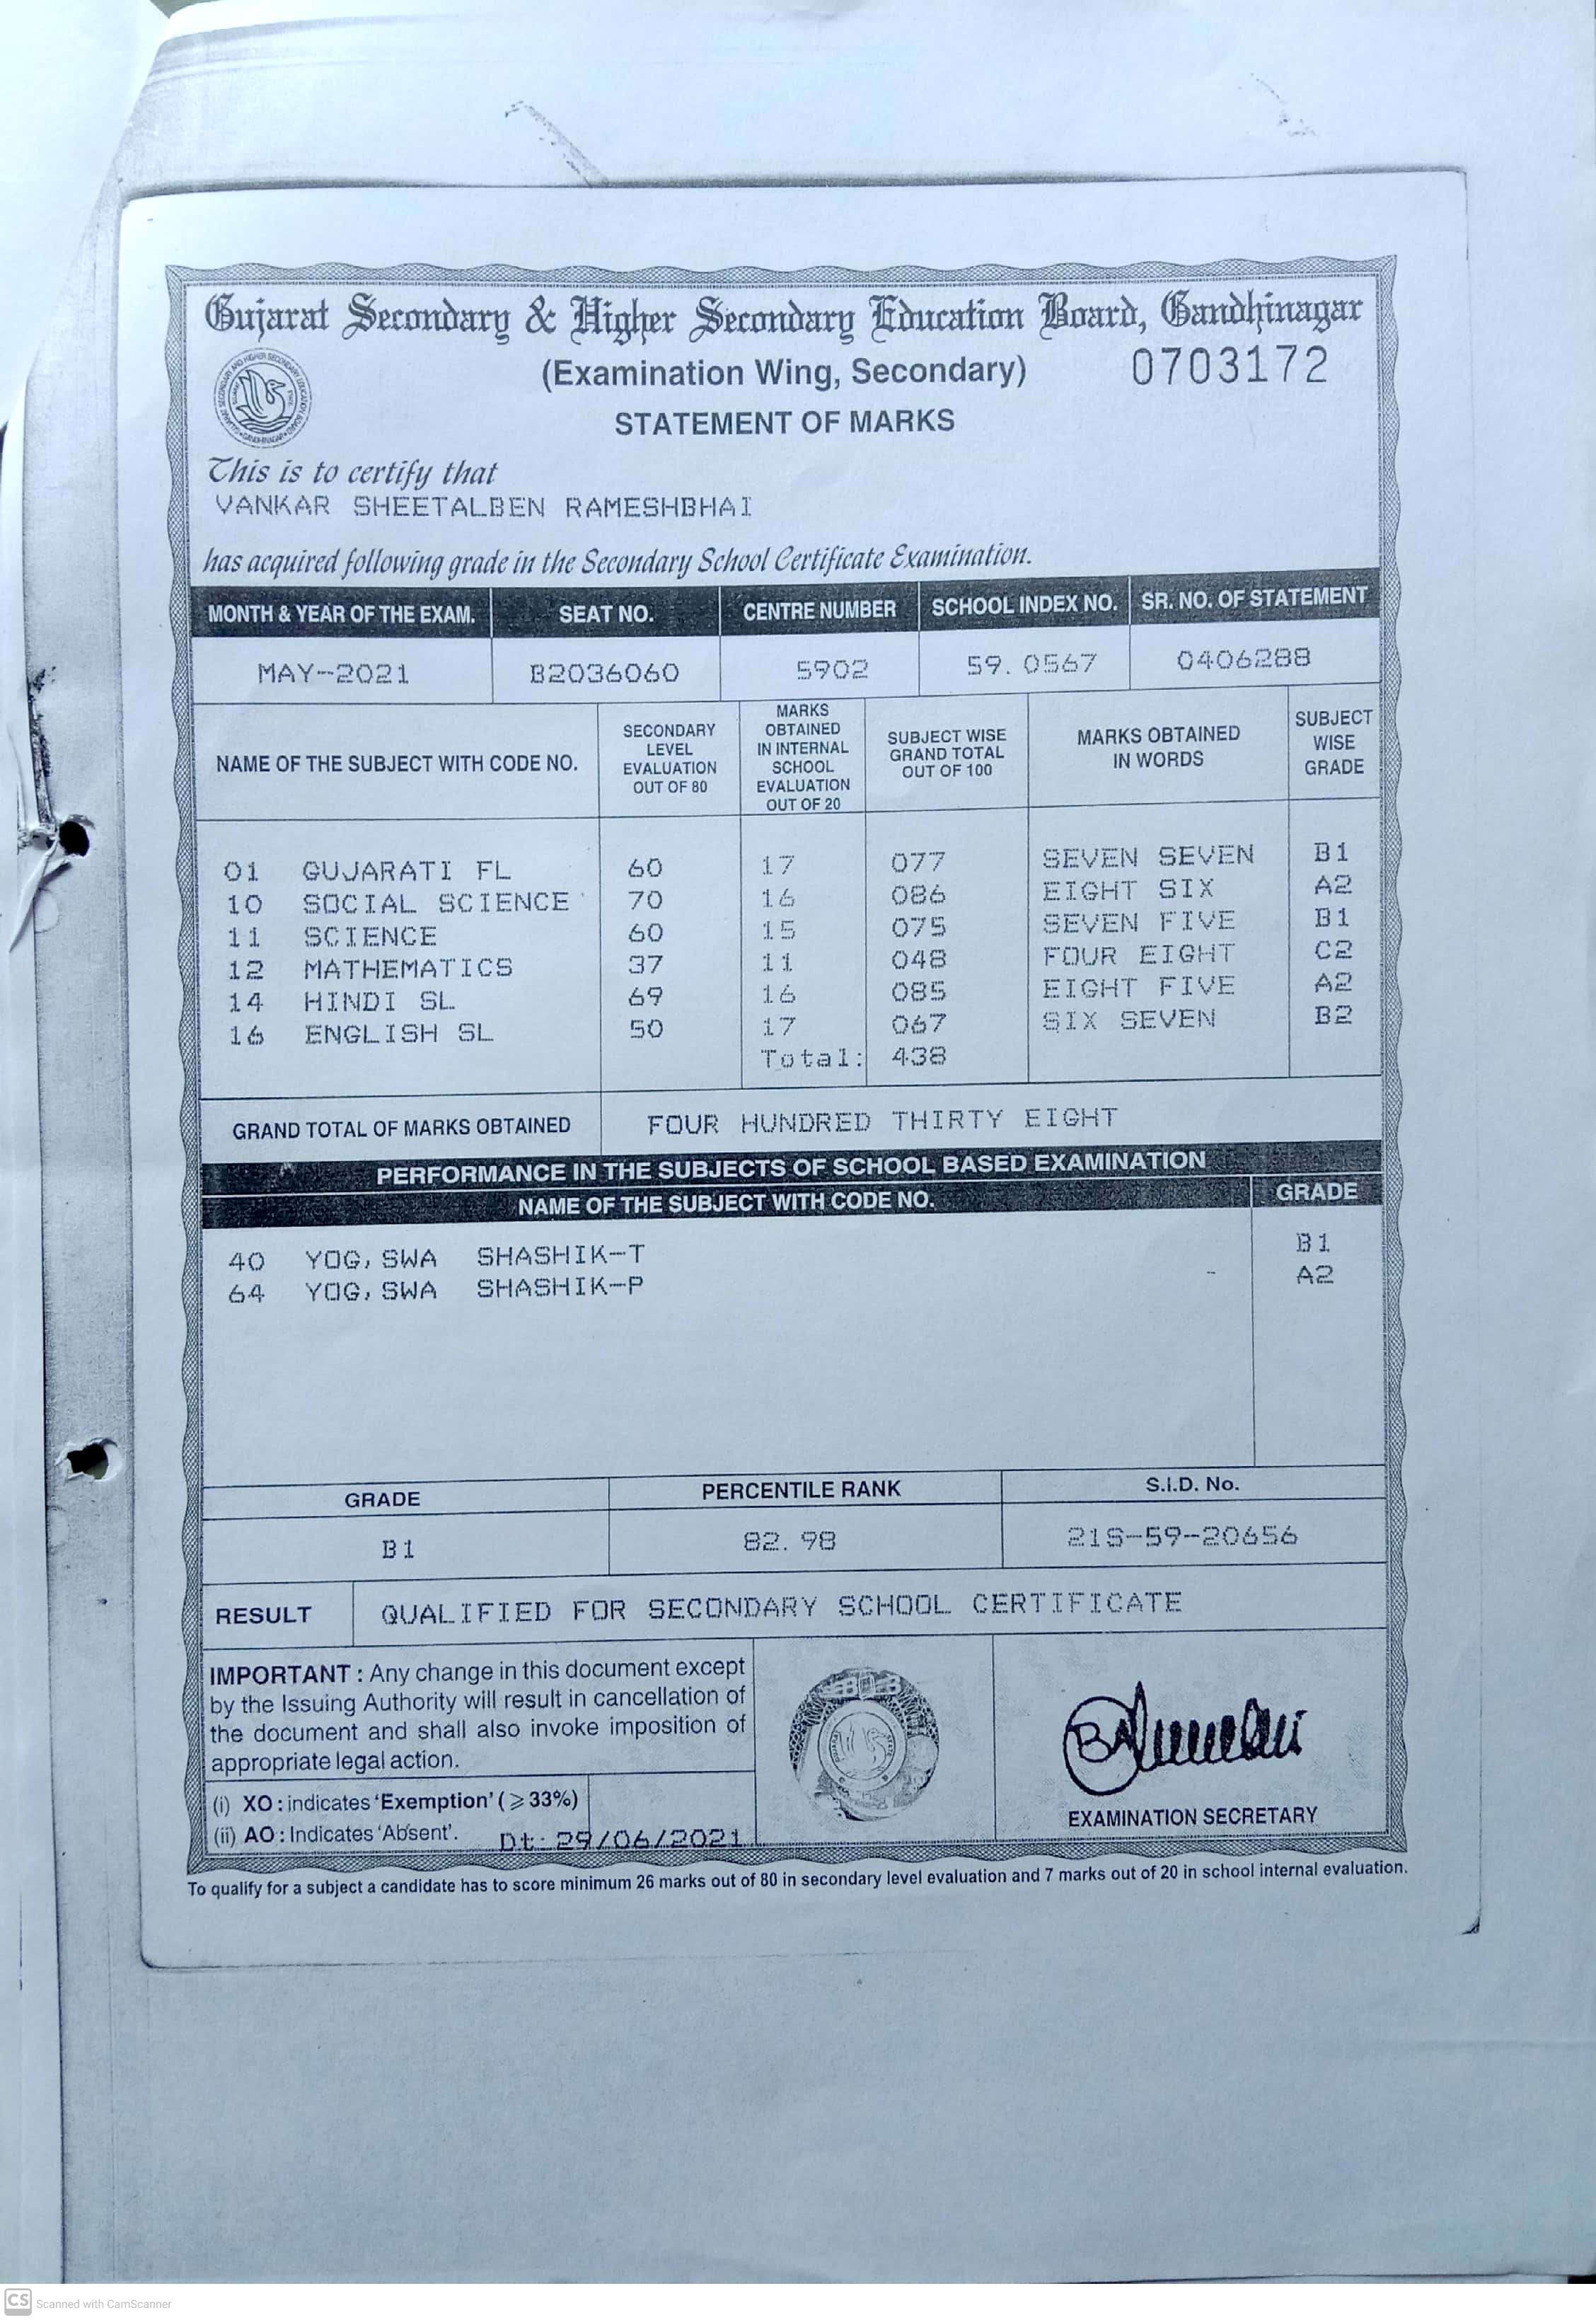 Gujarat Secondary & Higher Secondary Education Board, Gandhinagar
(Examination Wing, Secondary) 0703172
STATEMENT OF MARKS
This is to certify that
VANKAR SHEETALBEN RAMESHBHAI
has acquired following grade in the Secondary School Certificate Examination.
MONTH & YEAR OF THE EXAM. SEAT NO. CENTRE NUMBER SCHOOL INDEX NO. SR. NO. OF STATEMENT
MAY-2021 B2036060 5902 59.0567 0406288
NAME OF THE SUBJECT WITH CODE NO. SECONDARY LEVEL EVALUATION OUT OF 80 MARKS OBTAINED IN INTERNAL SCHOOL EVALUATION OUT OF 20 SUBJECT WISE GRAND TOTAL OUT OF 100 MARKS OBTAINED IN WORDS SUBJECT WISE GRADE
01 GUJARATI FL 60 17 077 SEVEN SEVEN B1
10 SOCIAL SCIENCE 70 16 086 EIGHT SIX A2
11 SCIENCE 60 15 075 SEVEN FIVE B1
12 MATHEMATICS 37 11 048 FOUR EIGHT C2
14 HINDI SL 69 16 085 EIGHT FIVE A2
16 ENGLISH SL 50 17 067 SIX SEVEN B2
Total: 438
GRAND TOTAL OF MARKS OBTAINED FOUR HUNDRED THIRTY EIGHT
PERFORMANCE IN THE SUBJECTS OF SCHOOL BASED EXAMINATION
NAME OF THE SUBJECT WITH CODE NO. GRADE
40 YOG, SWA SHASHIK-T B1
64 YOG, SWA SHASHIK-P A2
GRADE PERCENTILE RANK S.I.D. No.
B1 82.98 21S-59-20656
RESULT QUALIFIED FOR SECONDARY SCHOOL CERTIFICATE
IMPORTANT : Any change in this document except
by the Issuing Authority will result in cancellation of
the document and shall also invoke imposition of
appropriate legal action.
(i) XO : indicates 'Exemption' (⩾33%)
(ii) AO : Indicates 'Absent'. Dt: 29/06/2021
EXAMINATION SECRETARY
To qualify for a subject a candidate has to score minimum 26 marks out of 80 in secondary level evaluation and 7 marks out of 20 in school internal evaluation.
CS Scanned with CamScanner